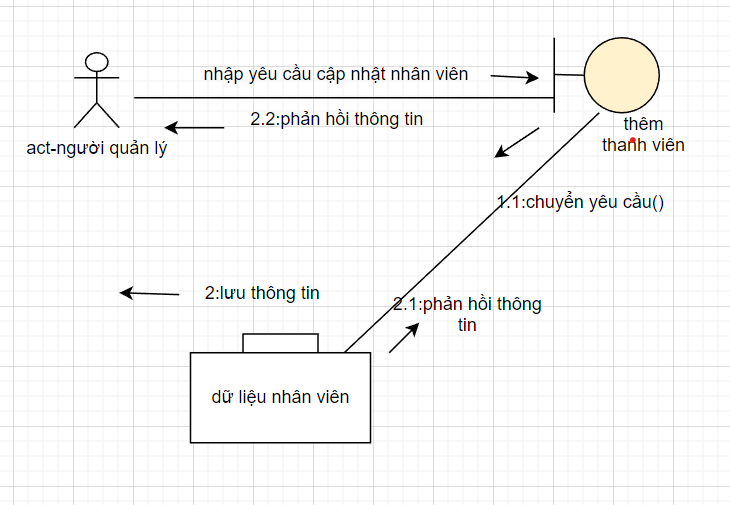 nhập yêu cầu cập nhật nhân viên
2.2:phản hồi thông tin
act-người quản lý
thêm
thanh viên
1.1:chuyển yêu cầu()
2:lưu thông tin
2.1:phản hồi thông
tin
dữ liệu nhân viên